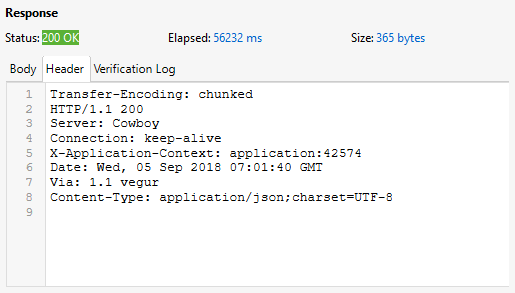 Response
Status: 200 OK Elapsed: 56232 ms Size: 365 bytes
Body Header Verification Log
1 Transfer-Encoding: chunked
2 HTTP/1.1 200
3 Server: Cowboy
4 Connection: keep-alive
5 X-Application-Context: application:42574
6 Date: Wed, 05 Sep 2018 07:01:40 GMT
7 Via: 1.1 vegur
8 Content-Type: application/json;charset=UTF-8
9